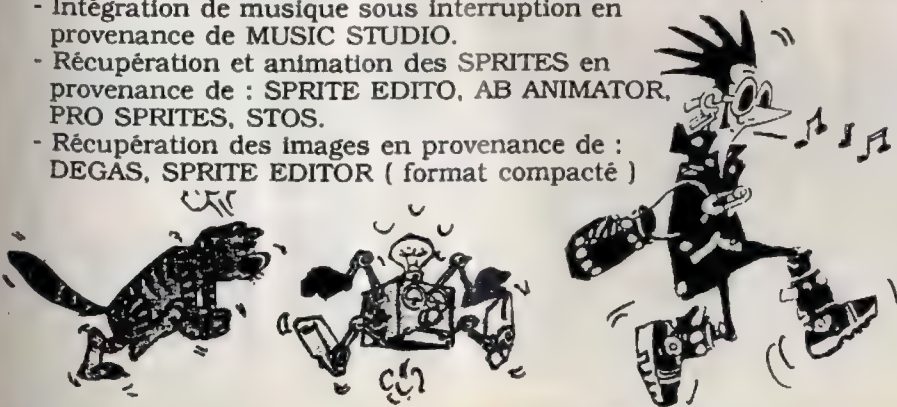 - Intégration de musique sous interruption en
provenance de MUSIC STUDIO.
- Récupération et animation des SPRITES en
provenance de : SPRITE EDITO, AB ANIMATOR,
PRO SPRITES, STOS.
- Récupération des images en provenance de :
DEGAS, SPRITE EDITOR ( format compacté )